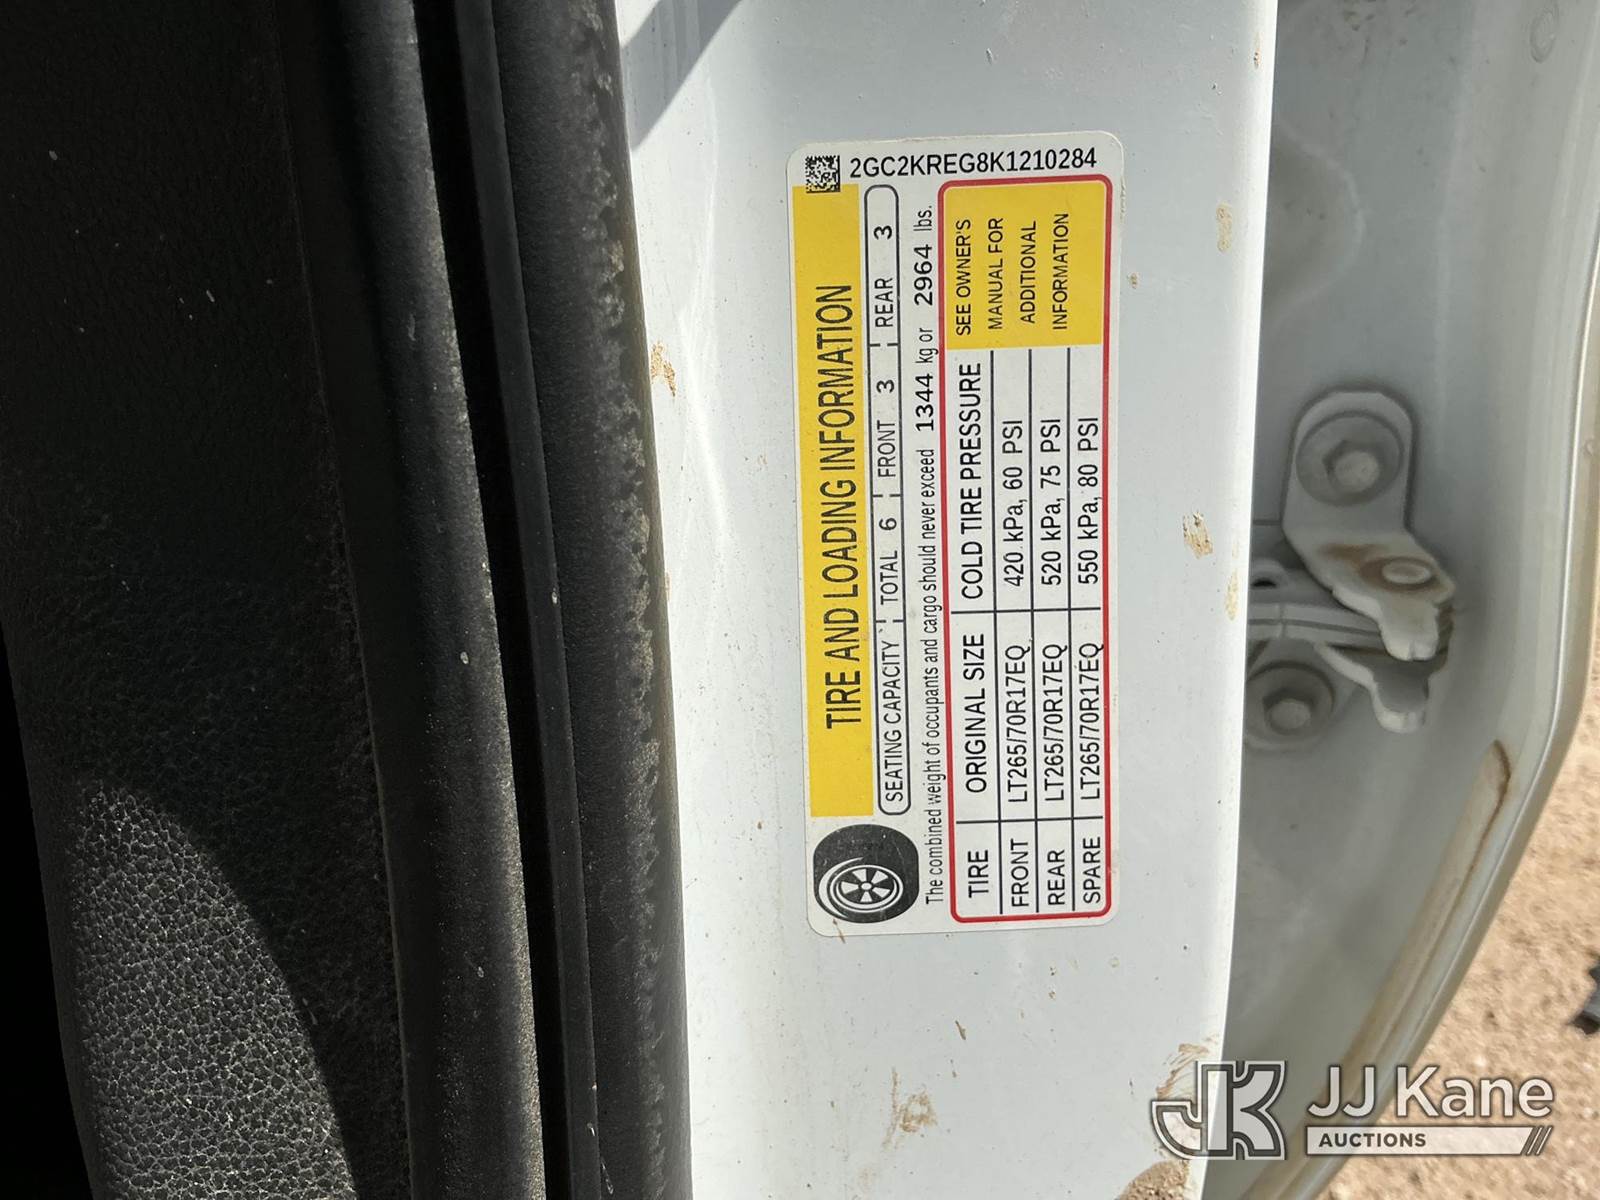 2GC2KREG8K1210284
TIRE AND LOADING INFORMATION
SEATING CAPACITY TOTAL 6 FRONT 3 REAR 3
The combined weight of occupants and cargo should never exceed 1344 kg or 2964 lbs.
TIRE ORIGINAL SIZE COLD TIRE PRESSURE
FRONT LT265/70R17EQ 420 kPa, 60 PSI
REAR LT265/70R17EQ 520 kPa, 75 PSI
SPARE LT265/70R17EQ 550 kPa, 80 PSI
SEE OWNER'S
MANUAL FOR
ADDITIONAL
INFORMATION
JK JJ Kane
AUCTIONS